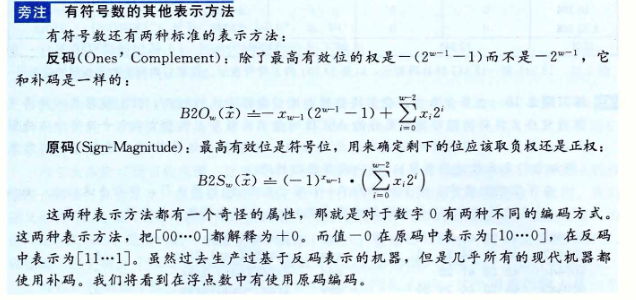 旁注 有符号数的其他表示方法
有符号数还有两种标准的表示方法：
反码(Ones' Complement)：除了最高有效位的权是-(2^{w-1}-1)而不是-2^{w-1}，它
和补码是一样的：
B2O_w(\vec{x}) ≐ -x_{w-1}(2^{w-1}-1)+\sum_{i=0}^{w-2}x_i2^i
原码(Sign-Magnitude)：最高有效位是符号位，用来确定剩下的位应该取负权还是正权：
B2S_w(\vec{x}) ≐ (-1)^{x_{w-1}}·(\sum_{i=0}^{w-2}x_i2^i)
这两种表示方法都有一个奇怪的属性，那就是对于数字 0 有两种不同的编码方式。
这两种表示方法，把[00…0]都解释为+0。而值-0在原码中表示为[10…0]，在反码
中表示为[11…1]。虽然过去生产过基于反码表示的机器，但是几乎所有的现代机器都
使用补码。我们将看到在浮点数中有使用原码编码。